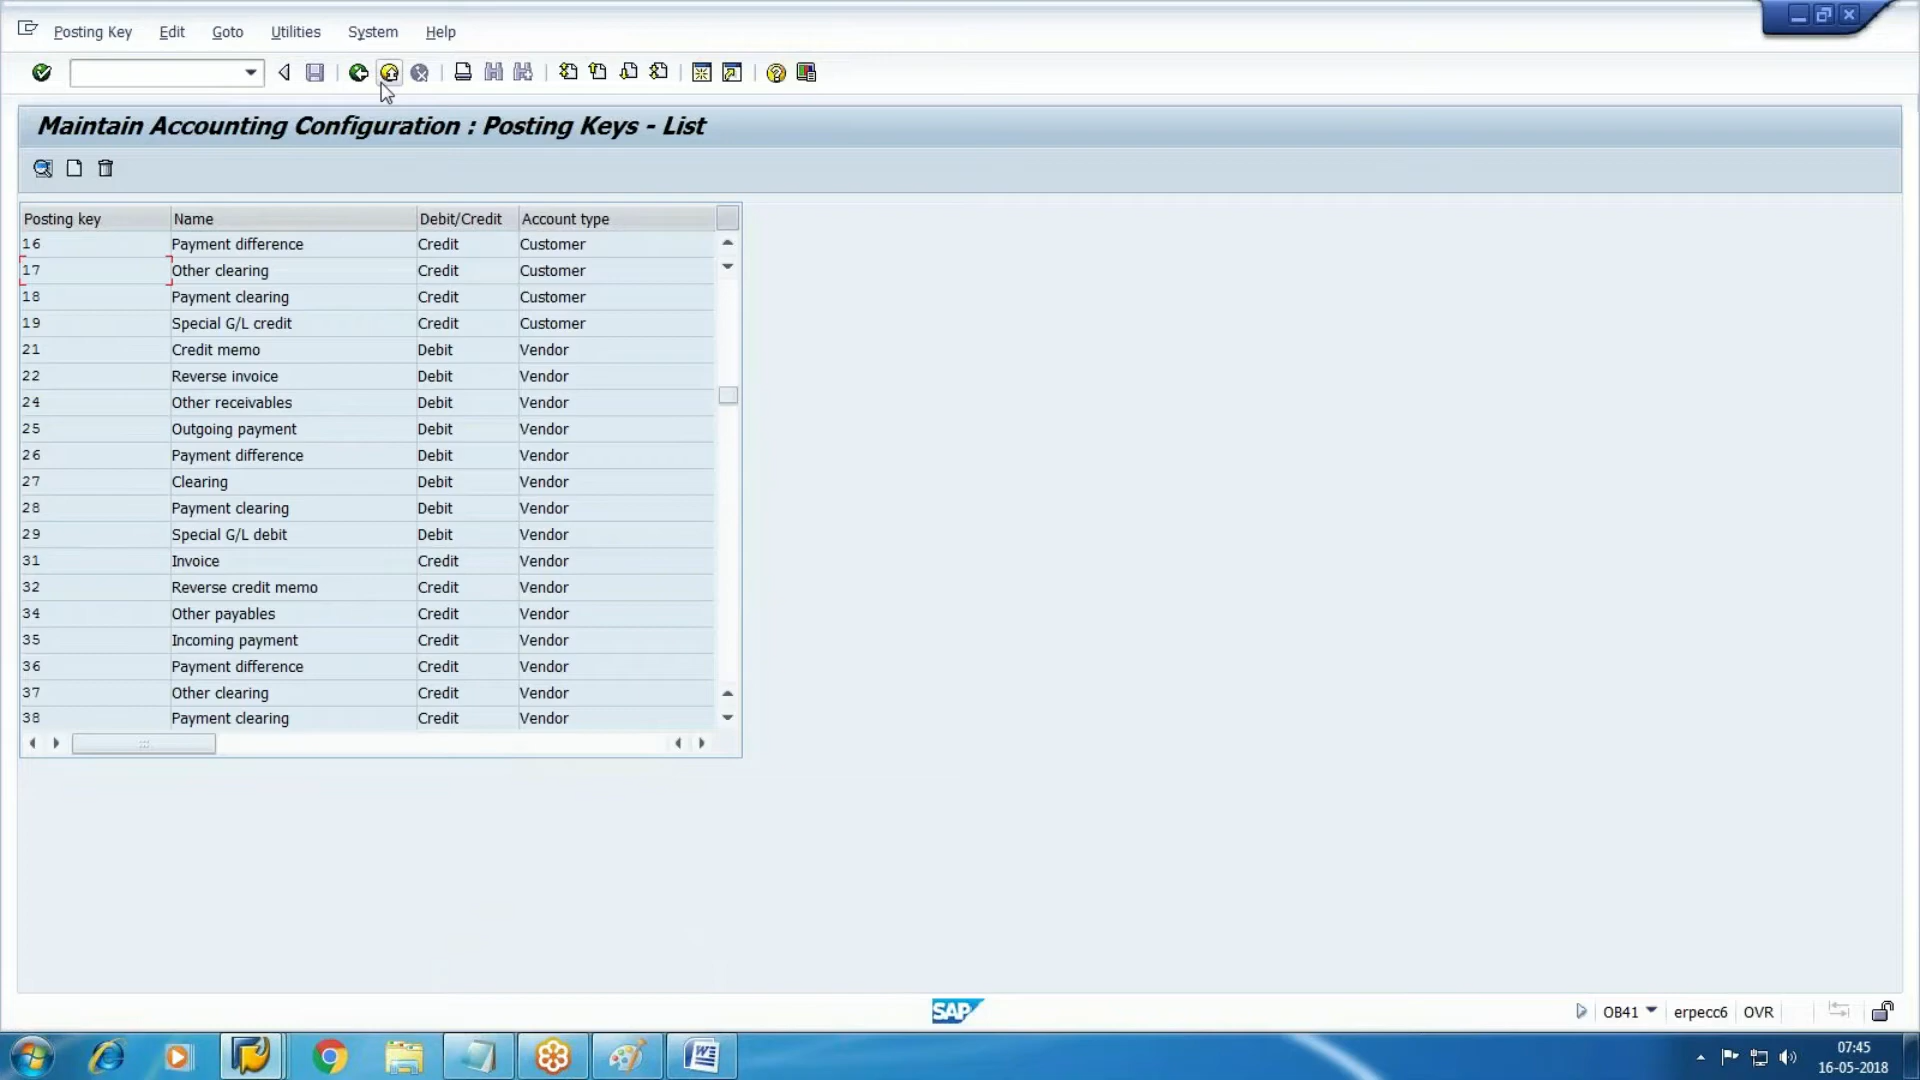 Posting Key Edit Goto Utilities System Help
Maintain Accounting Configuration : Posting Keys - List
Posting key Name Debit/Credit Account type
16 Payment difference Credit Customer
17 Other clearing Credit Customer
18 Payment clearing Credit Customer
19 Special G/L credit Credit Customer
21 Credit memo Debit Vendor
22 Reverse invoice Debit Vendor
24 Other receivables Debit Vendor
25 Outgoing payment Debit Vendor
26 Payment difference Debit Vendor
27 Clearing Debit Vendor
28 Payment clearing Debit Vendor
29 Special G/L debit Debit Vendor
31 Invoice Credit Vendor
32 Reverse credit memo Credit Vendor
34 Other payables Credit Vendor
35 Incoming payment Credit Vendor
36 Payment difference Credit Vendor
37 Other clearing Credit Vendor
38 Payment clearing Credit Vendor
SAP OB41 erpecc6 OVR
07:45
16-05-2018